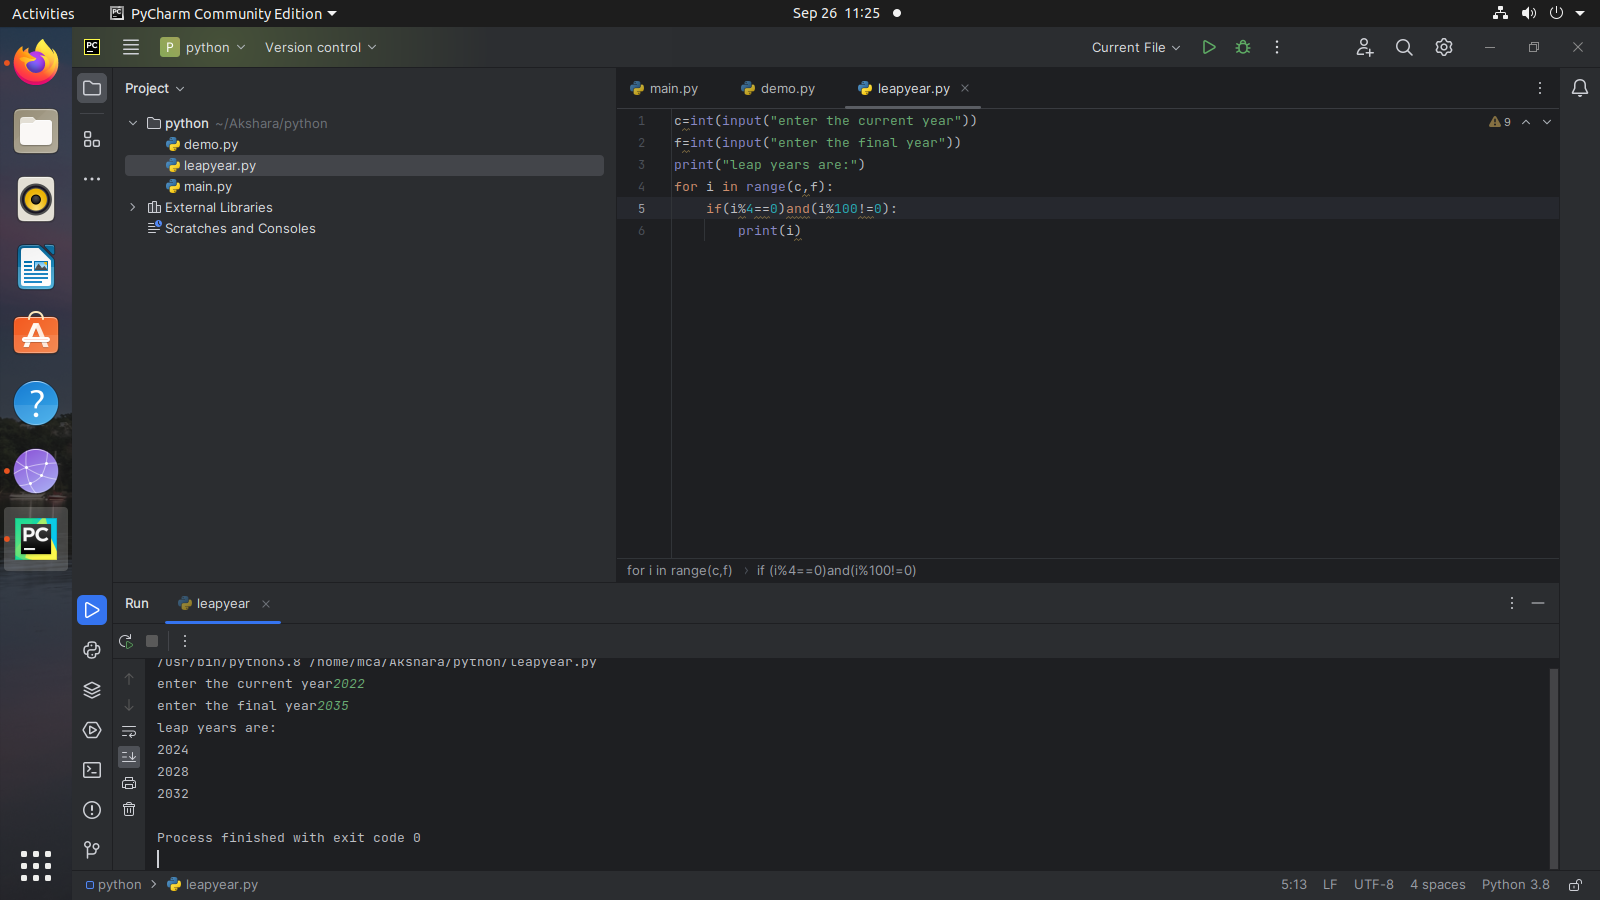 Activities PyCharm Community Edition Sep 26 11:25
PC P python Version control Current File
Project main.py demo.py leapyear.py
python ~/Akshara/python
demo.py
leapyear.py
main.py
External Libraries
Scratches and Consoles
1 c=int(input("enter the current year"))
2 f=int(input("enter the final year"))
3 print("leap years are:")
4 for i in range(c,f):
5 if(i%4==0)and(i%100!=0):
6 print(i)
9
for i in range(c,f) › if (i%4==0)and(i%100!=0)
PC
Run leapyear
/usr/bin/python3.8 /home/mca/Akshara/python/leapyear.py
enter the current year2022
enter the final year2035
leap years are:
2024
2028
2032
Process finished with exit code 0
python > leapyear.py 5:13 LF UTF-8 4 spaces Python 3.8